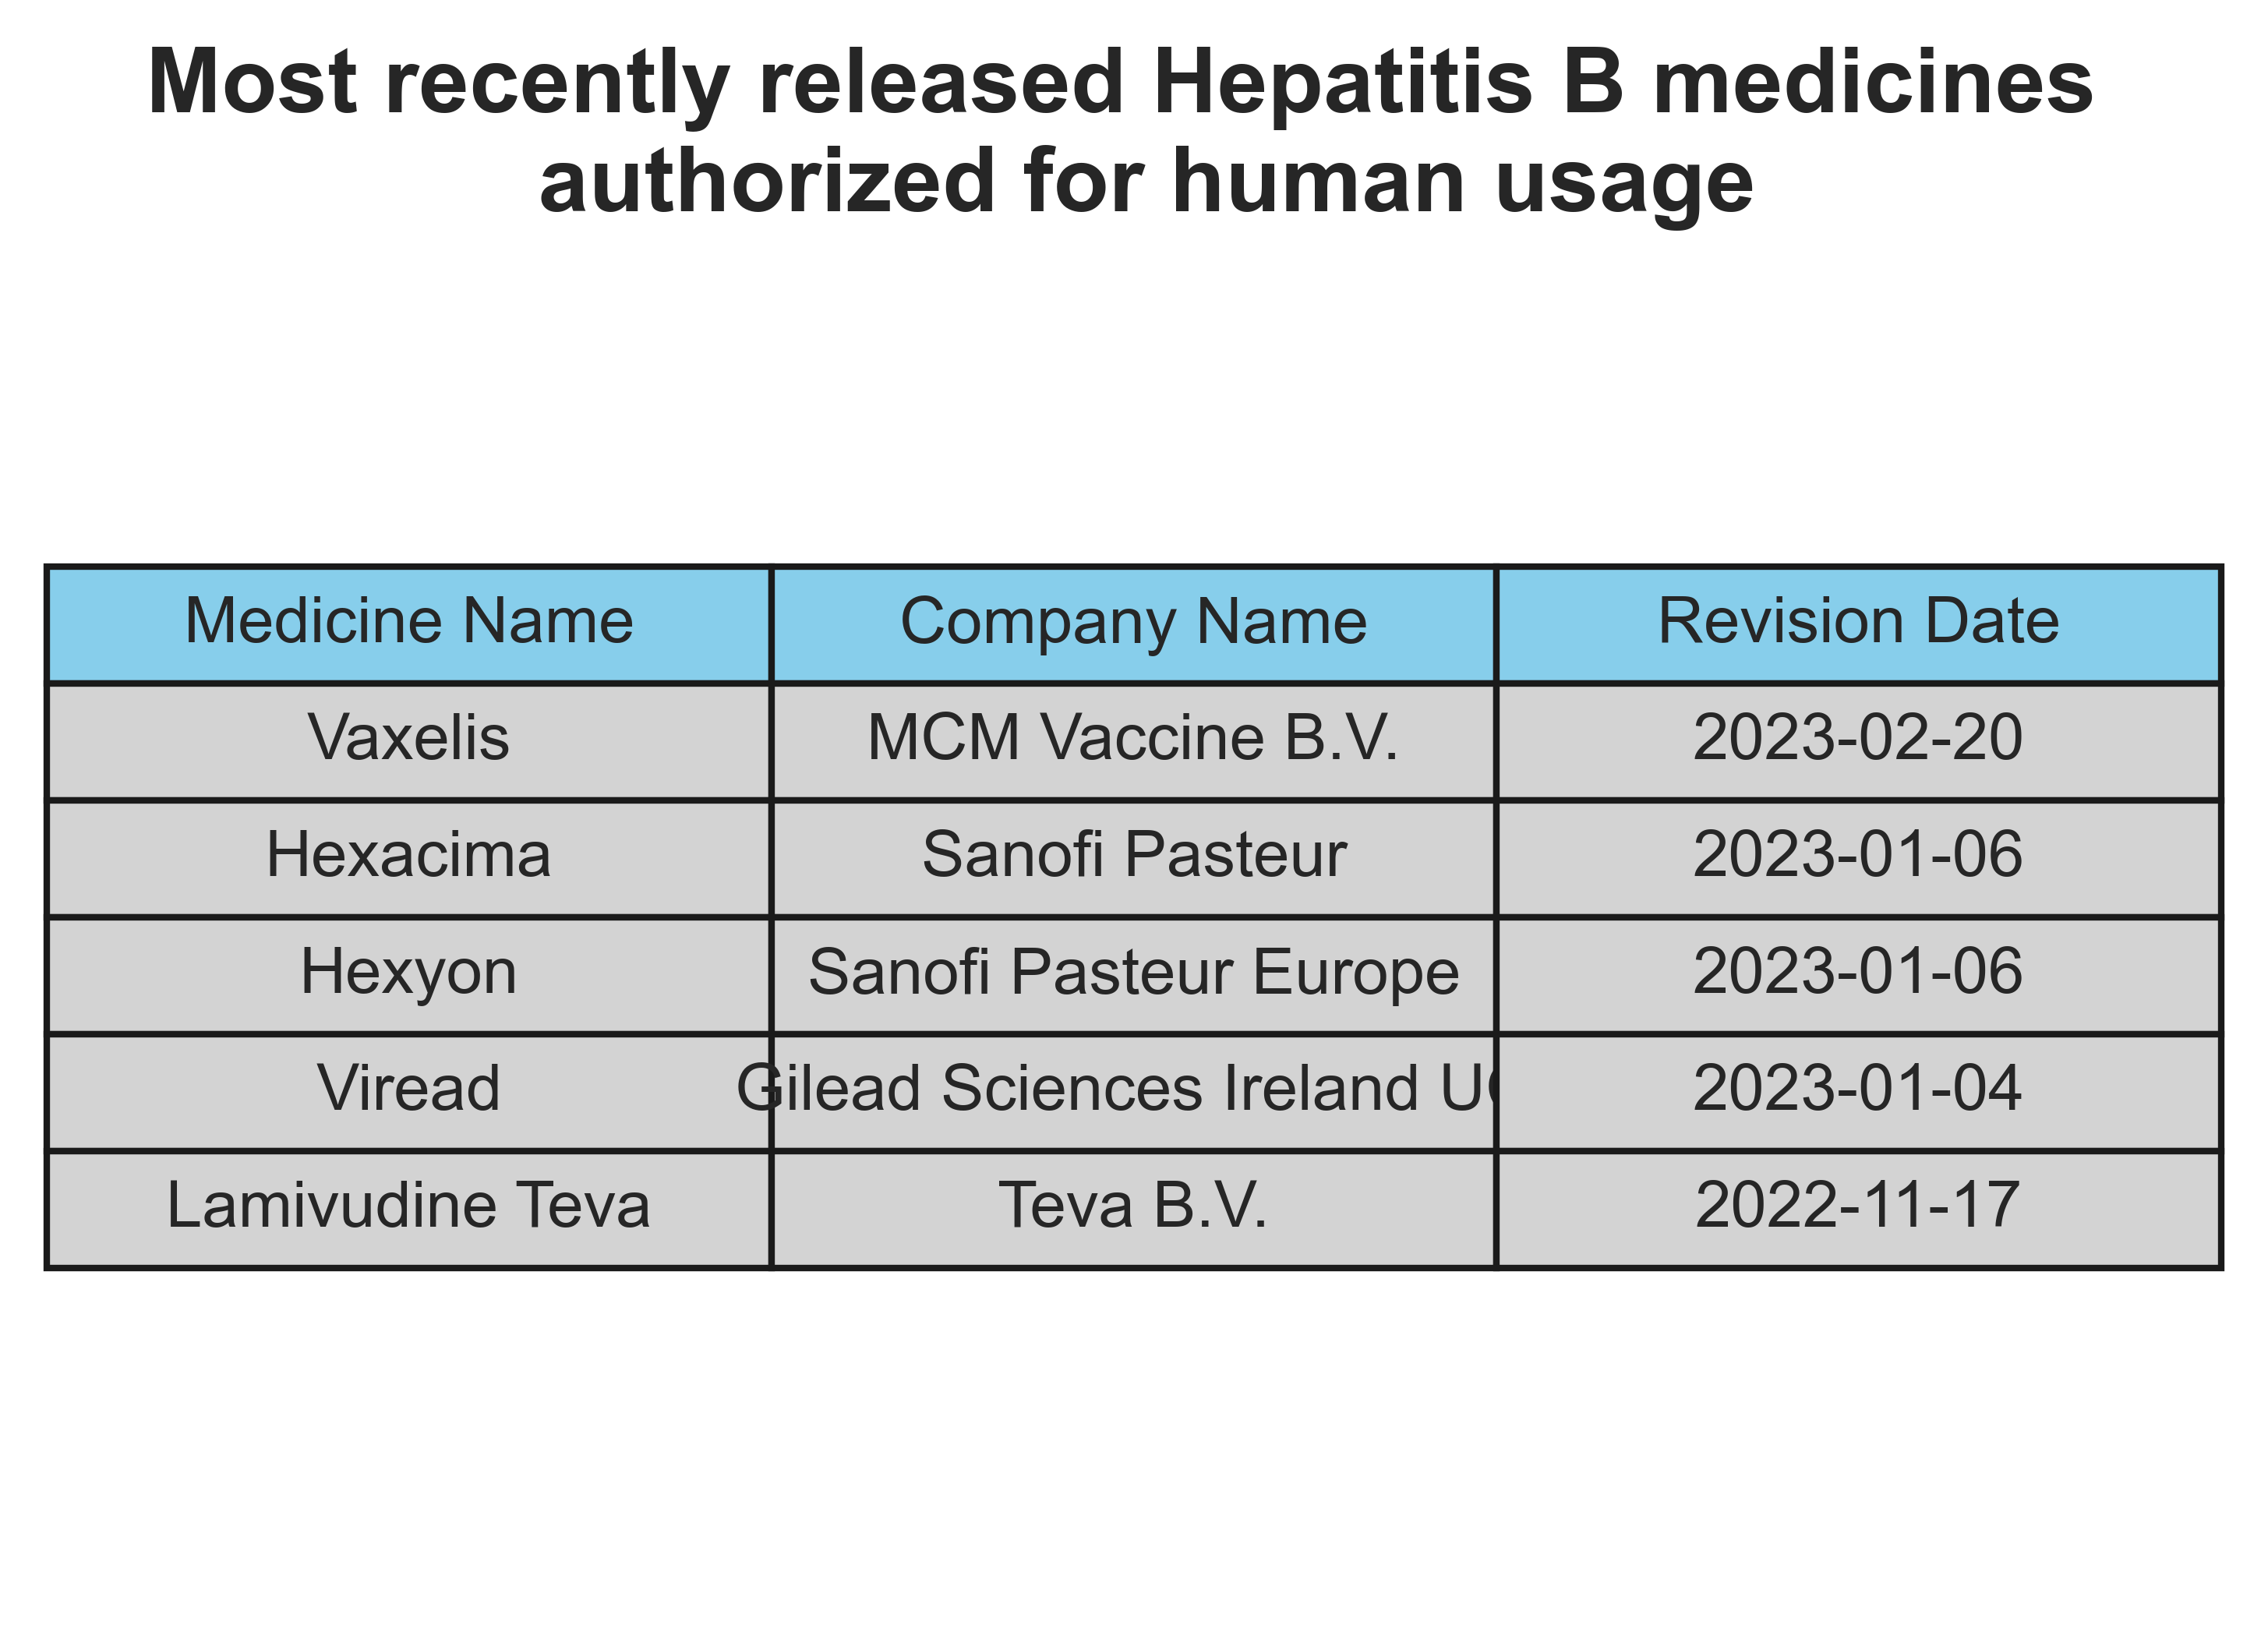 Most recently released Hepatitis B medicines
authorized for human usage
Medicine Name Company Name Revision Date
Vaxelis MCM Vaccine B.V. 2023-02-20
Hexacima Sanofi Pasteur 2023-01-06
Hexyon Sanofi Pasteur Europe 2023-01-06
Viread Gilead Sciences Ireland 2023-01-04
Lamivudine Teva Teva B.V. 2022-11-17